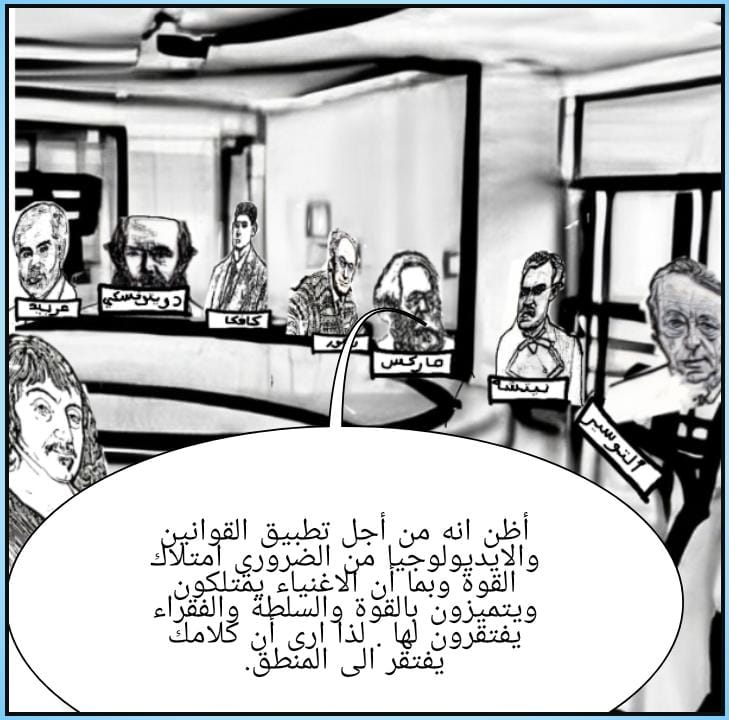 دوستويفسكي
كافكا
ماركس
نيتشه
ألتوسير
أظن انه من أجل تطبيق القوانين
والايديولوجيا من الضروري امتلاك
القوة وبما أن الاغنياء يمتلكون
ويتميزون بالقوة والسلطة والفقراء
يفتقرون لها . لذا ارى أن كلامك
يفتقر الى المنطق.